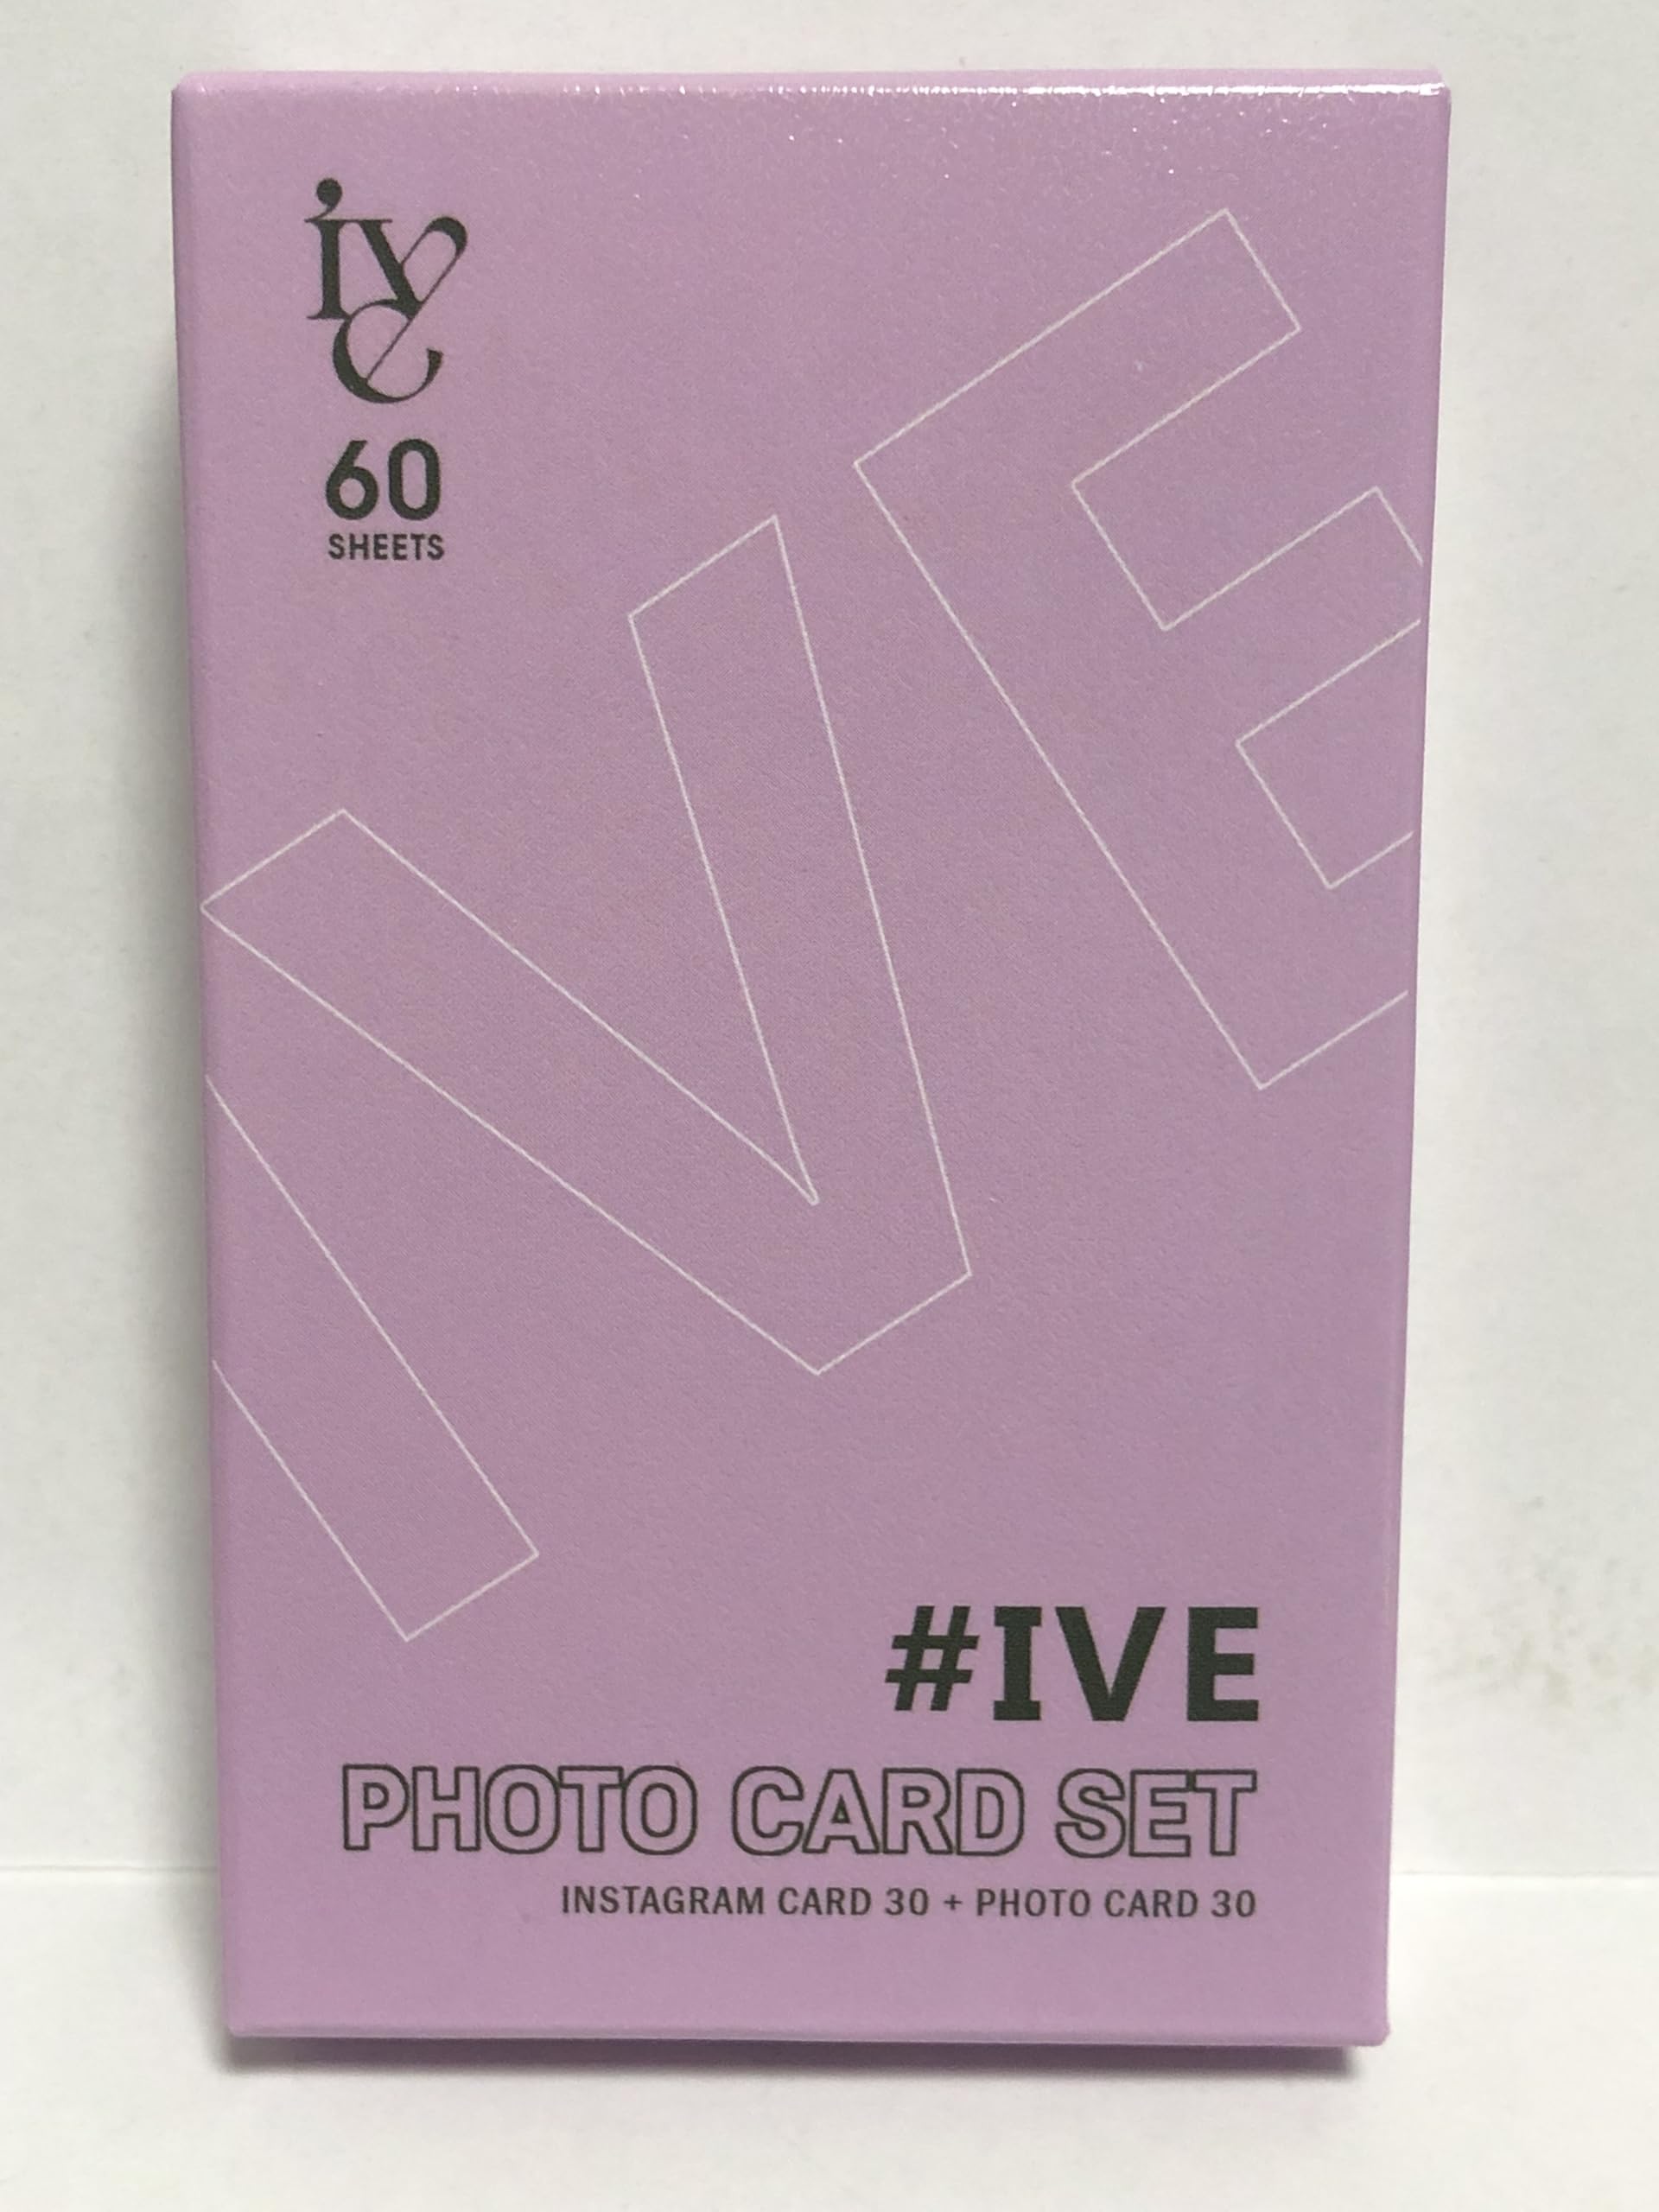 ive
60
SHEETS
IVE
#IVE
PHOTO CARD SET
INSTAGRAM CARD 30 + PHOTO CARD 30